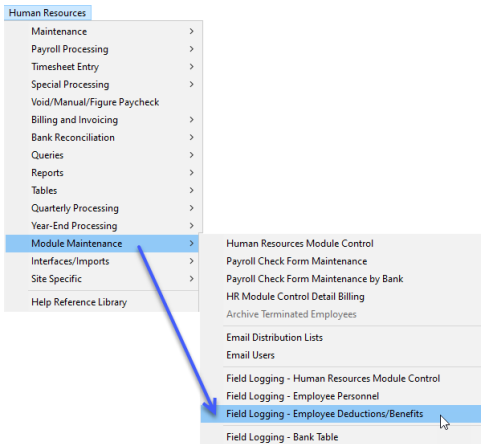 Human Resources
Maintenance
Payroll Processing
Timesheet Entry
Special Processing
Void/Manual/Figure Paycheck
Billing and Invoicing
Bank Reconciliation
Queries
Reports
Tables
Quarterly Processing
Year-End Processing
Module Maintenance
Interfaces/Imports
Site Specific
Help Reference Library
Human Resources Module Control
Payroll Check Form Maintenance
Payroll Check Form Maintenance by Bank
HR Module Control Detail Billing
Archive Terminated Employees
Email Distribution Lists
Email Users
Field Logging - Human Resources Module Control
Field Logging - Employee Personnel
Field Logging - Employee Deductions/Benefits
Field Logging - Bank Table